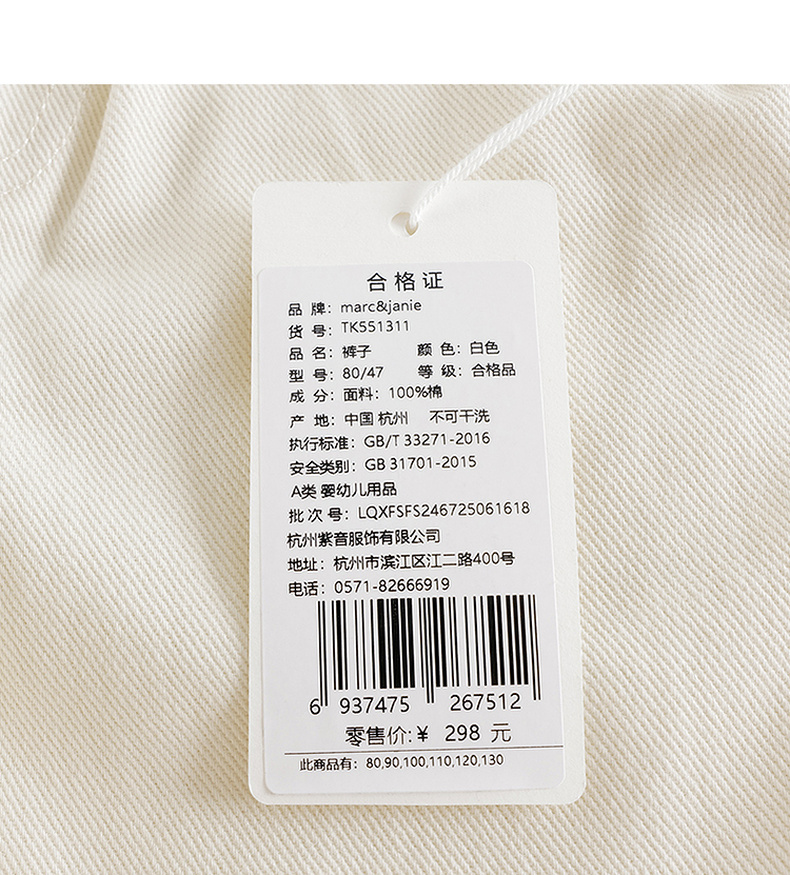 合格证
品 牌：marc&janie
货 号：TK551311
品 名：裤子 颜 色：白色
型 号：80/47 等 级：合格品
成 分：面料：100%棉
产 地：中国 杭州 不可干洗
执行标准：GB/T 33271-2016
安全类别：GB 31701-2015
A类 婴幼儿用品
批 次 号：LQXFSFS246725061618
杭州紫音服饰有限公司
地址：杭州市滨江区江二路400号
电话：0571-82666919
6 937475 267512
零售价:¥ 298 元
此商品有：80,90,100,110,120,130